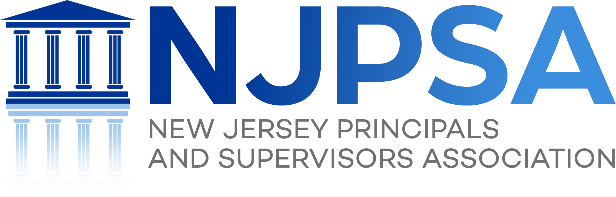 NJPSA
NEW JERSEY PRINCIPALS
AND SUPERVISORS ASSOCIATION